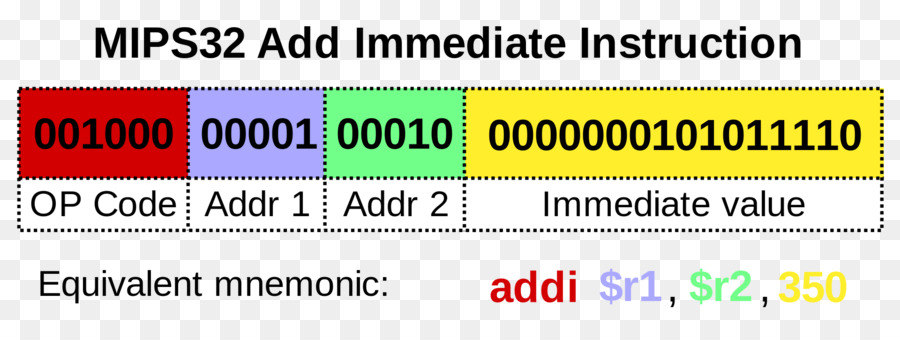 MIPS32 Add Immediate Instruction
001000 00001 00010 0000000101011110
OP Code Addr 1 Addr 2 Immediate value
Equivalent mnemonic: addi $r1, $r2, 350